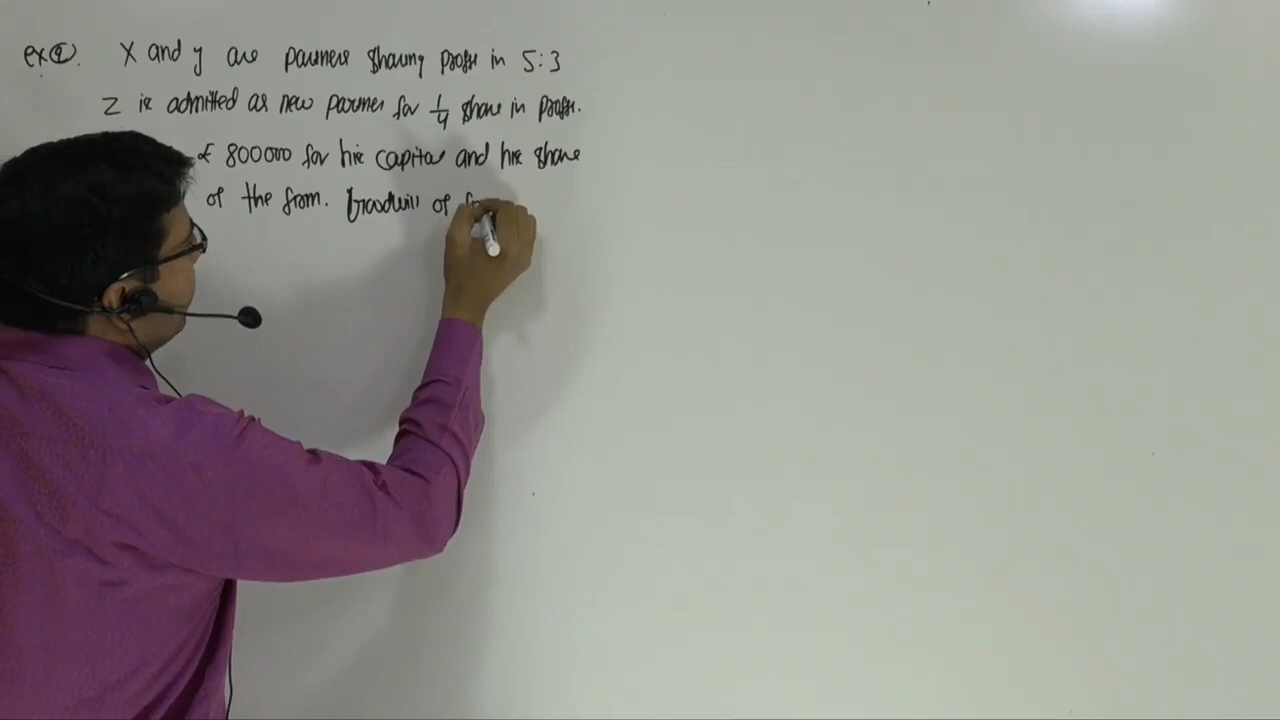 ex②. X and y are partners sharing profit in 5:3
Z is admitted as new partner for 1/4 share in profit.
₹ 800000 for his capital and his share
of the firm. Goodwill of